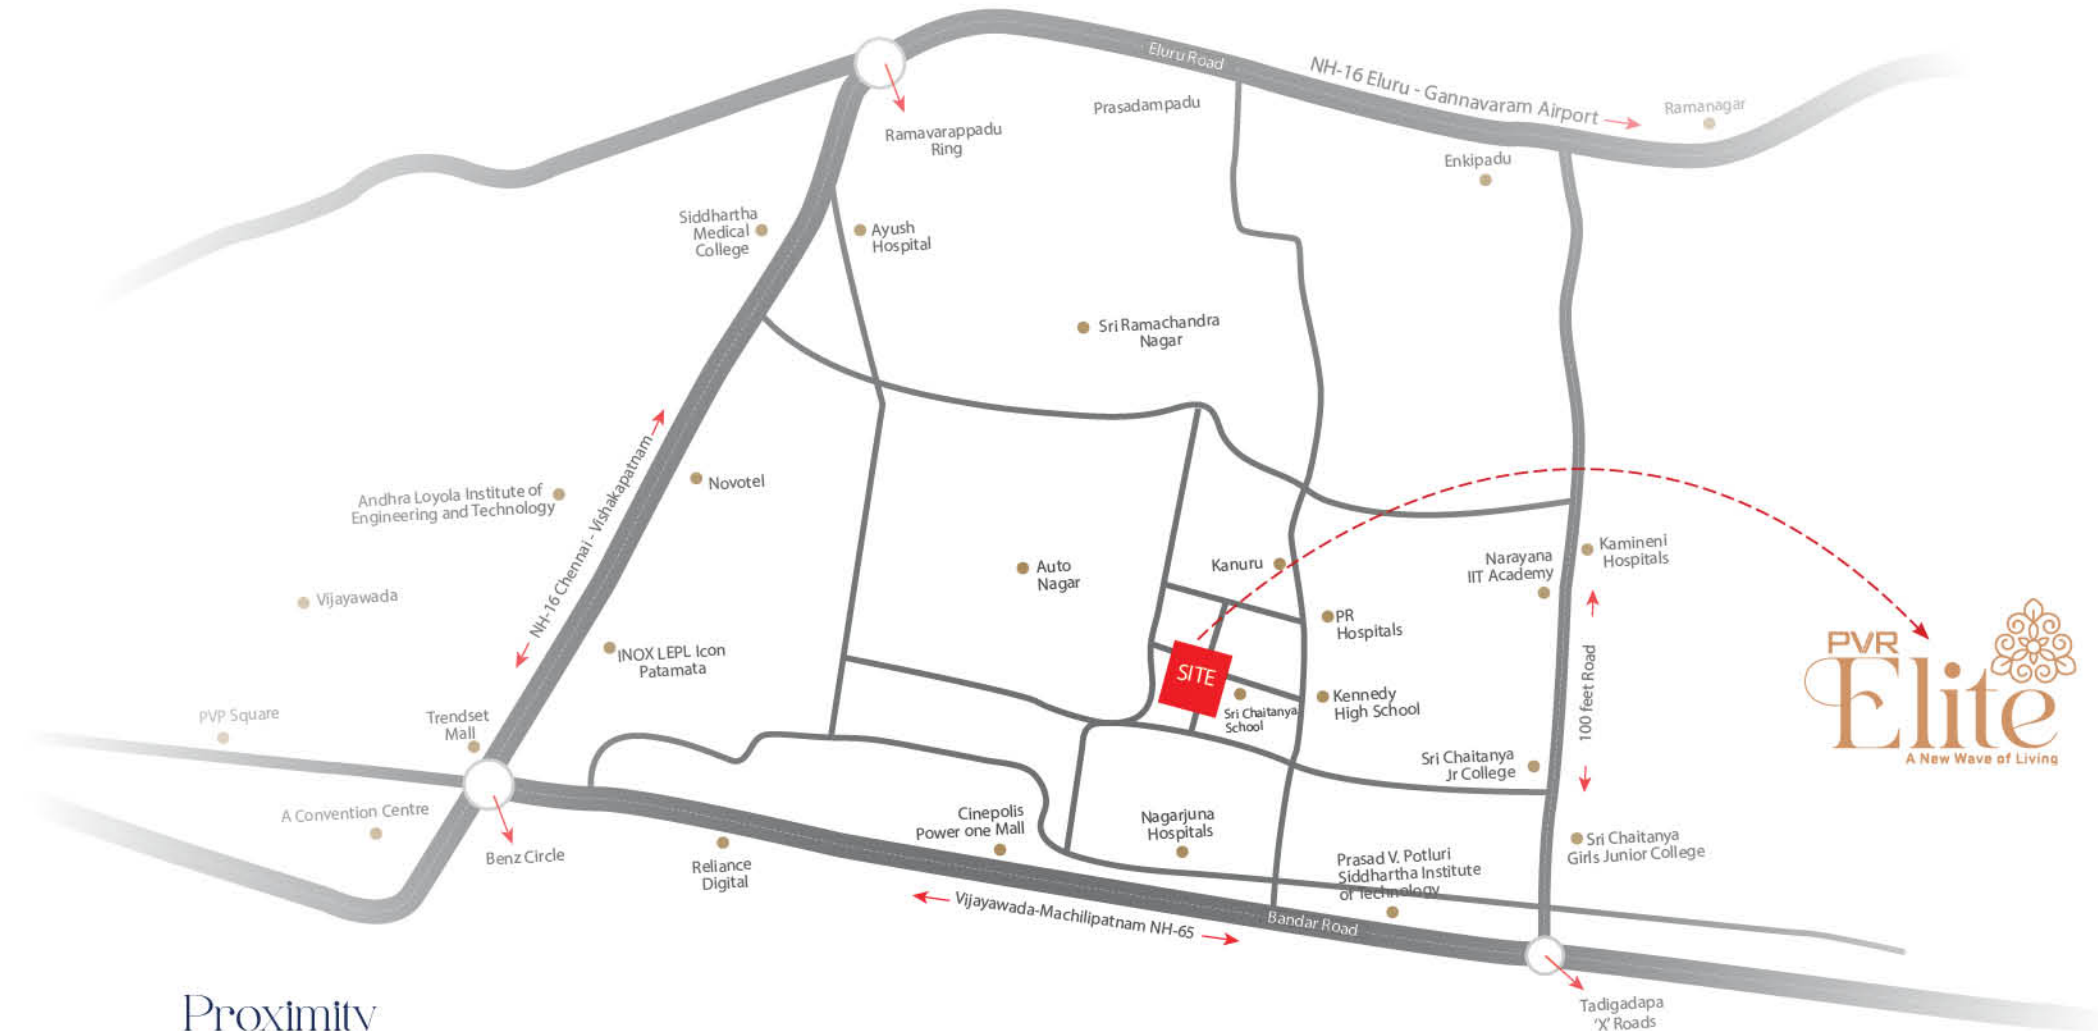 Eluru Road
NH-16 Eluru - Gannavaram Airport
Ramanagar
Prasadampadu
Ramavarappadu
Ring
Enkipadu
Siddhartha
Medical
College
Ayush
Hospital
Sri Ramachandra
Nagar
NH-16 Chennai - Vishakapatnam
Novotel
Andhra Loyola Institute of
Engineering and Technology
Kamineni
Hospitals
Narayana
IIT Academy
Kanuru
Auto
Nagar
Vijayawada
PR
Hospitals
INOX LEPL Icon
Patamata
SITE
Sri Chaitanya
School
Kennedy
High School
100 feet Road
PVR
Elite
A New Wave of Living
PVP Square
Trendset
Mall
Sri Chaitanya
Jr College
A Convention Centre
Benz Circle
Cinepolis
Power one Mall
Nagarjuna
Hospitals
Sri Chaitanya
Girls Junior College
Reliance
Digital
Prasad V. Potluri
Siddhartha Institute
of Technology
Vijayawada-Machilipatnam NH-65
Bandar Road
Tadigadapa
'X' Roads
Proximity